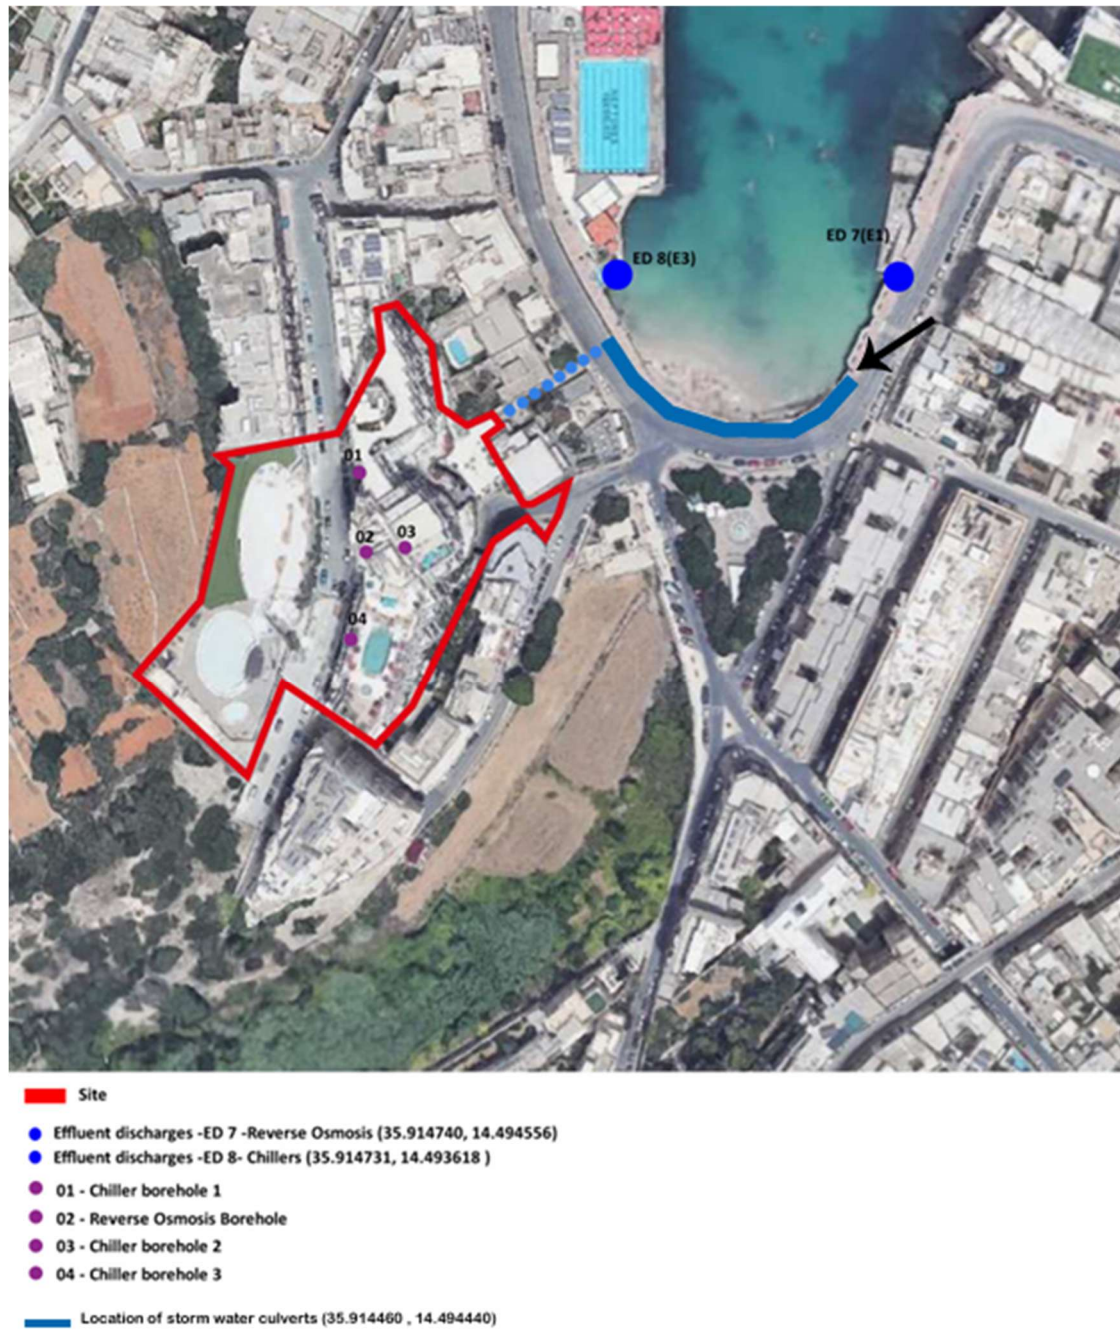 ED 7(E1)
ED 8(E3)
01
02
03
04
Site
Effluent discharges -ED 7 -Reverse Osmosis (35.914740, 14.494556)
Effluent discharges -ED 8- Chillers (35.914731, 14.493618 )
01 - Chiller borehole 1
02 - Reverse Osmosis Borehole
03 - Chiller borehole 2
04 - Chiller borehole 3
Location of storm water culverts (35.914460 , 14.494440)